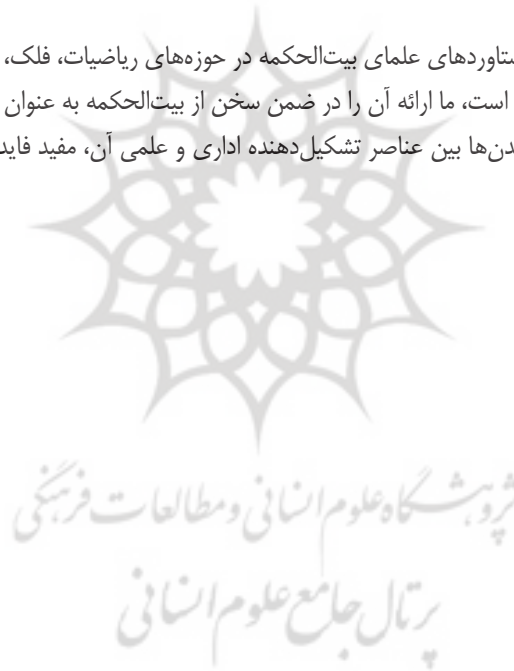 ستاوردهای علمای بیت‌الحکمه در حوزه‌های ریاضیات، فلک،
است، ما ارائه آن را در ضمن سخن از بیت‌الحکمه به عنوان
دن‌ها بین عناصر تشکیل‌دهنده اداری و علمی آن، مفید فاید
پژوهشگاه علوم انسانی و مطالعات فرهنگی
پرتال جامع علوم انسانی